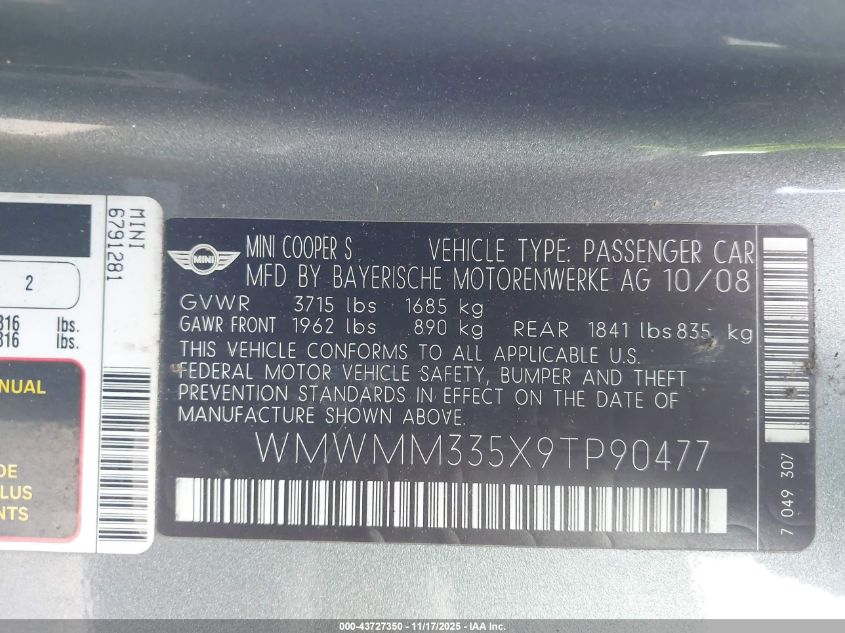 MINI
6791281
2
816 lbs.
816 lbs.
ANUAL
DE
PLUS
NTS
MINI
MINI COOPER S VEHICLE TYPE: PASSENGER CAR
MFD BY BAYERISCHE MOTORENWERKE AG 10/08
GVWR 3715 lbs 1685 kg
GAWR FRONT 1962 lbs 890 kg REAR 1841 lbs 835 kg
THIS VEHICLE CONFORMS TO ALL APPLICABLE U.S.
FEDERAL MOTOR VEHICLE SAFETY, BUMPER AND THEFT
PREVENTION STANDARDS IN EFFECT ON THE DATE OF
MANUFACTURE SHOWN ABOVE.
WMWMM335X9TP90477
7 049 307
000-43727350 - 11/17/2025 - IAA Inc.